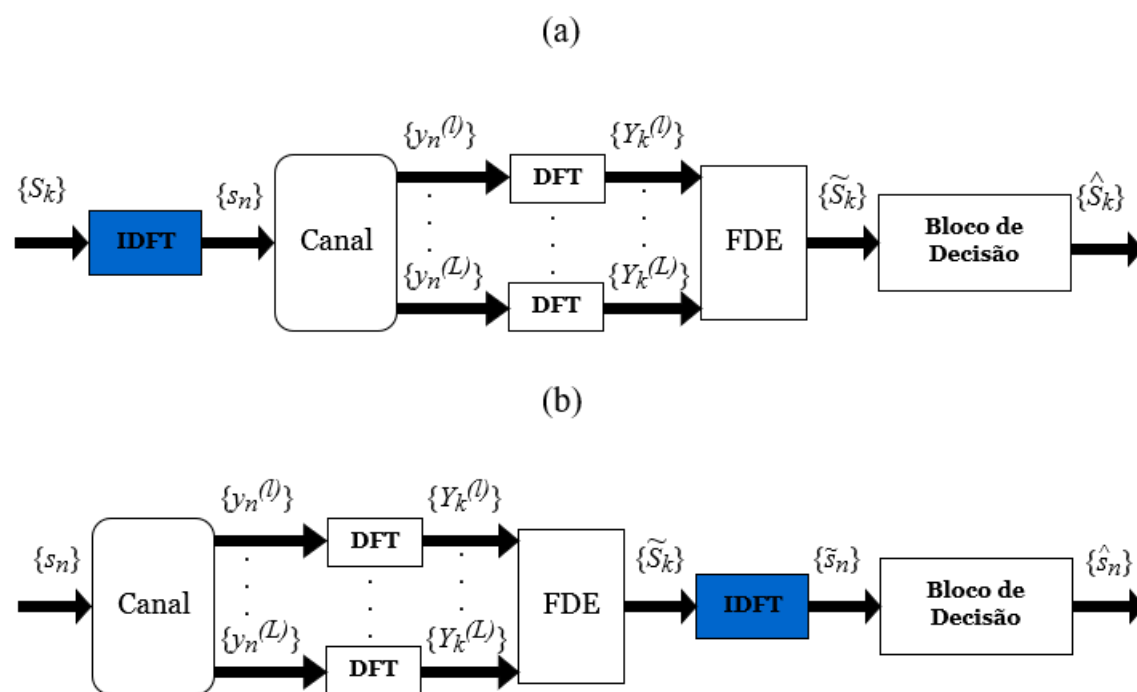 (a)
{S_k}
IDFT
{s_n}
Canal
{y_n^(l)}
{y_n^(L)}
DFT
DFT
{Y_k^(l)}
{Y_k^(L)}
FDE
{S̃_k}
Bloco de
Decisão
{Ŝ_k}
(b)
{s_n}
Canal
{y_n^(l)}
{y_n^(L)}
DFT
DFT
{Y_k^(l)}
{Y_k^(L)}
FDE
{S̃_k}
IDFT
{s̃_n}
Bloco de
Decisão
{ŝ_n}